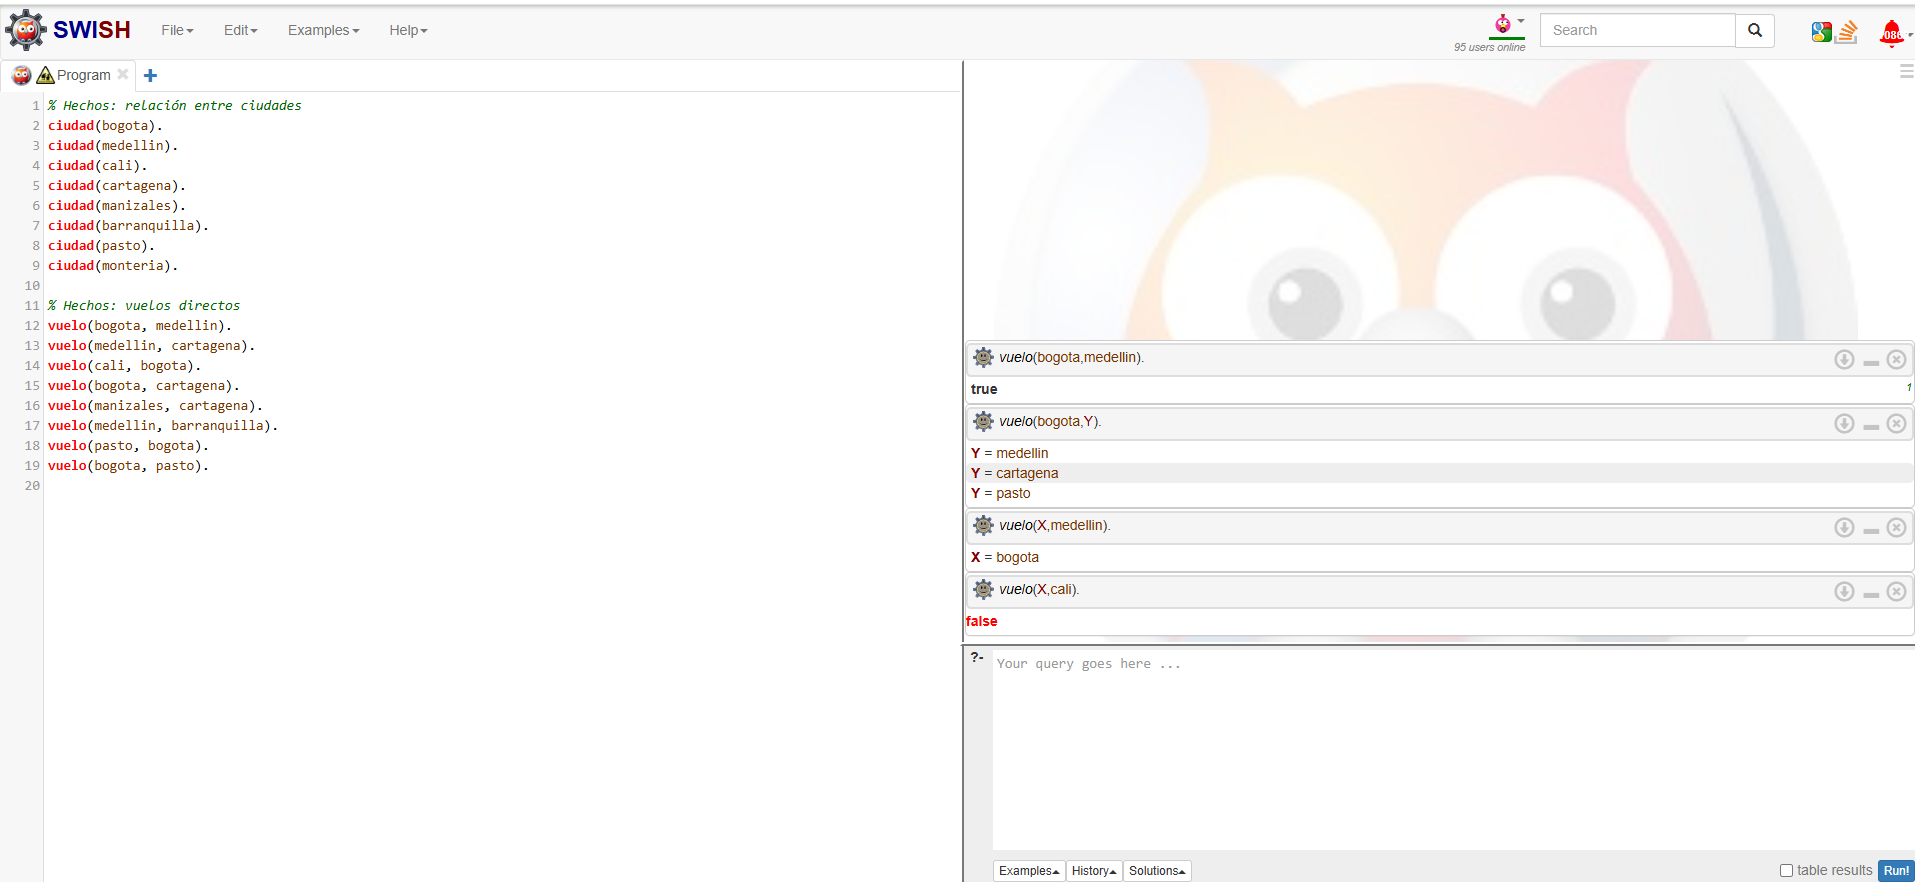 SWISH File Edit Examples Help
95 users online
Search
Program
1 % Hechos: relación entre ciudades
2 ciudad(bogota).
3 ciudad(medellin).
4 ciudad(cali).
5 ciudad(cartagena).
6 ciudad(manizales).
7 ciudad(barranquilla).
8 ciudad(pasto).
9 ciudad(monteria).
10
11 % Hechos: vuelos directos
12 vuelo(bogota, medellin).
13 vuelo(medellin, cartagena).
14 vuelo(cali, bogota).
15 vuelo(bogota, cartagena).
16 vuelo(manizales, cartagena).
17 vuelo(medellin, barranquilla).
18 vuelo(pasto, bogota).
19 vuelo(bogota, pasto).
20
vuelo(bogota,medellin).
true 1
vuelo(bogota,Y).
Y = medellin
Y = cartagena
Y = pasto
vuelo(X,medellin).
X = bogota
vuelo(X,cali).
false
?- Your query goes here ...
Examples History Solutions table results Run!